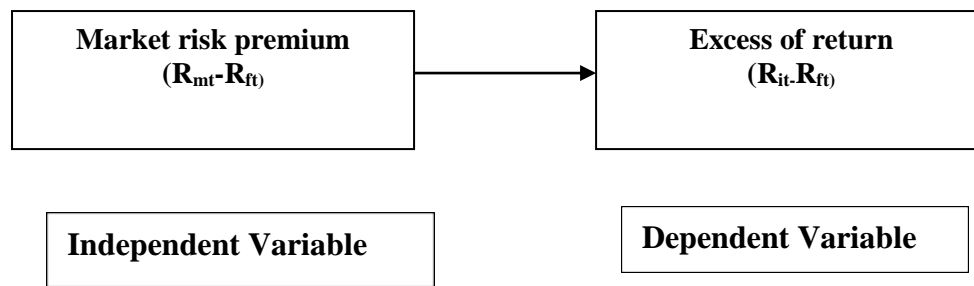 Market risk premium
(Rmt-Rft)
Excess of return
(Rit-Rft)
Independent Variable
Dependent Variable